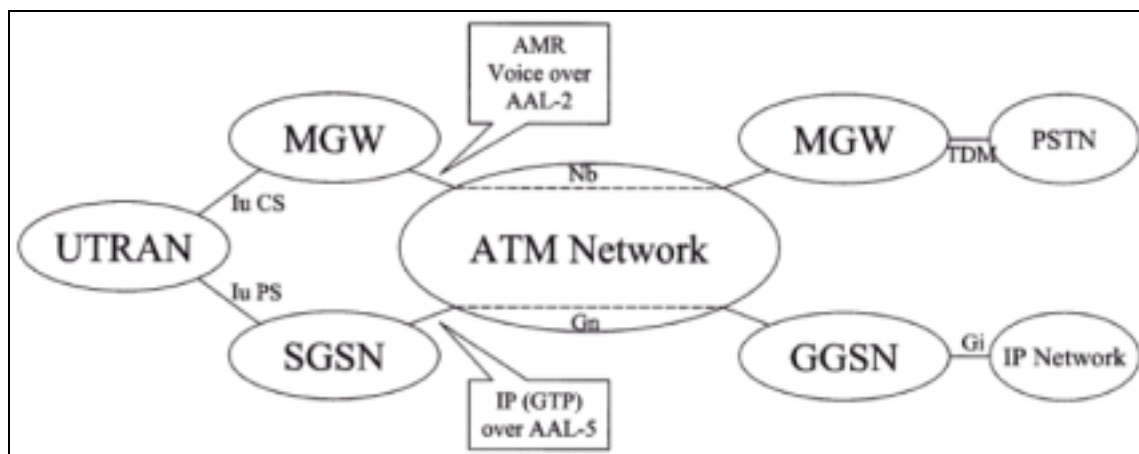 AMR
Voice over
AAL-2
MGW
MGW
TDM
PSTN
Nb
Iu CS
UTRAN
ATM Network
Iu PS
Gn
SGSN
GGSN
Gi
IP Network
IP (GTP)
over AAL-5